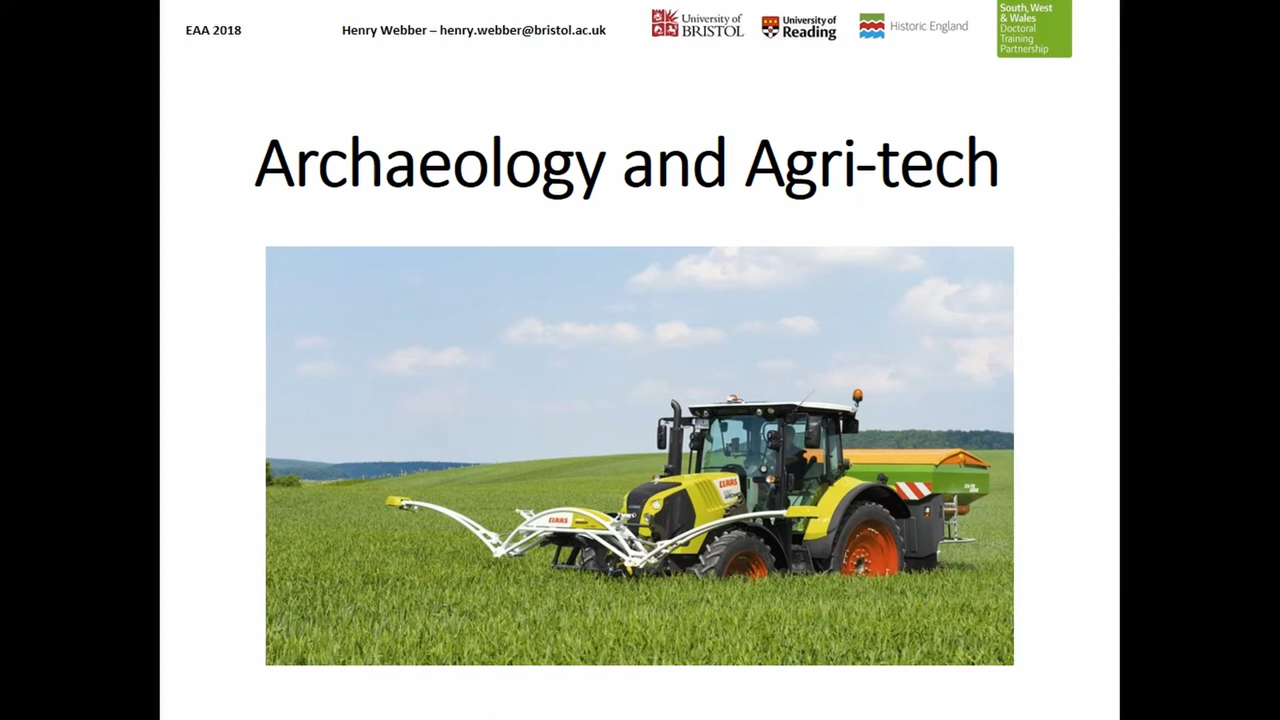 EAA 2018
Henry Webber – henry.webber@bristol.ac.uk
University of
BRISTOL
University of
Reading
Historic England
South, West
& Wales
Doctoral
Training
Partnership
Archaeology and Agri-tech
CLAAS
CLAAS